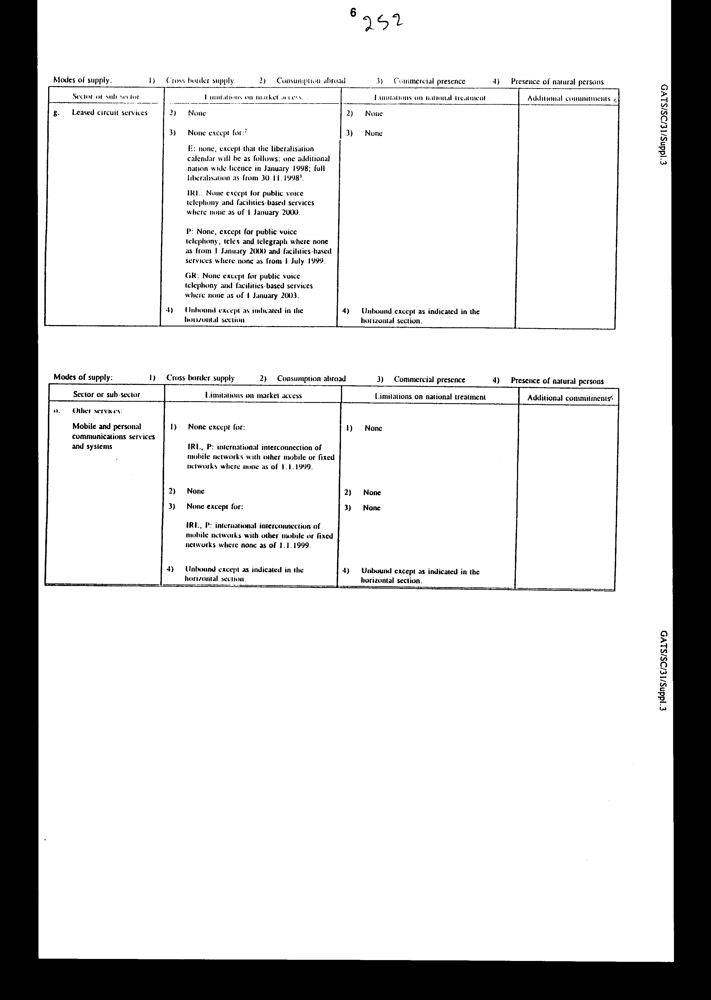 6 252
GATS/SC/31/Suppl.3
Modes of supply: 1) Cross border supply 2) Consumption abroad 3) Commercial presence 4) Presence of natural persons
Sector or sub sector Limitations on market access Limitations on national treatment Additional commitments
g. Leased circuit services 2) None 2) None
3) None except for:² 3) None
E: none, except that the liberalisation
calendar will be as follows: one additional
nation wide licence in January 1998; full
liberalisation as from 30.11.1998³.
IRL: None except for public voice
telephony and facilities-based services
where none as of 1 January 2000.
P: None, except for public voice
telephony, telex and telegraph where none
as from 1 January 2000 and facilities-based
services where none as from 1 July 1999.
GR: None except for public voice
telephony and facilities-based services
where none as of 1 January 2003.
4) Unbound except as indicated in the 4) Unbound except as indicated in the
horizontal section. horizontal section.
Modes of supply: 1) Cross-border supply 2) Consumption abroad 3) Commercial presence 4) Presence of natural persons
Sector or sub-sector Limitations on market access Limitations on national treatment Additional commitments
o. Other services:
Mobile and personal 1) None except for: 1) None
communications services
and systems IRL, P: international interconnection of
mobile networks with other mobile or fixed
networks where none as of 1.1.1999.
2) None 2) None
3) None except for: 3) None
IRL, P: international interconnection of
mobile networks with other mobile or fixed
networks where none as of 1.1.1999.
4) Unbound except as indicated in the 4) Unbound except as indicated in the
horizontal section. horizontal section.
GATS/SC/31/Suppl.3